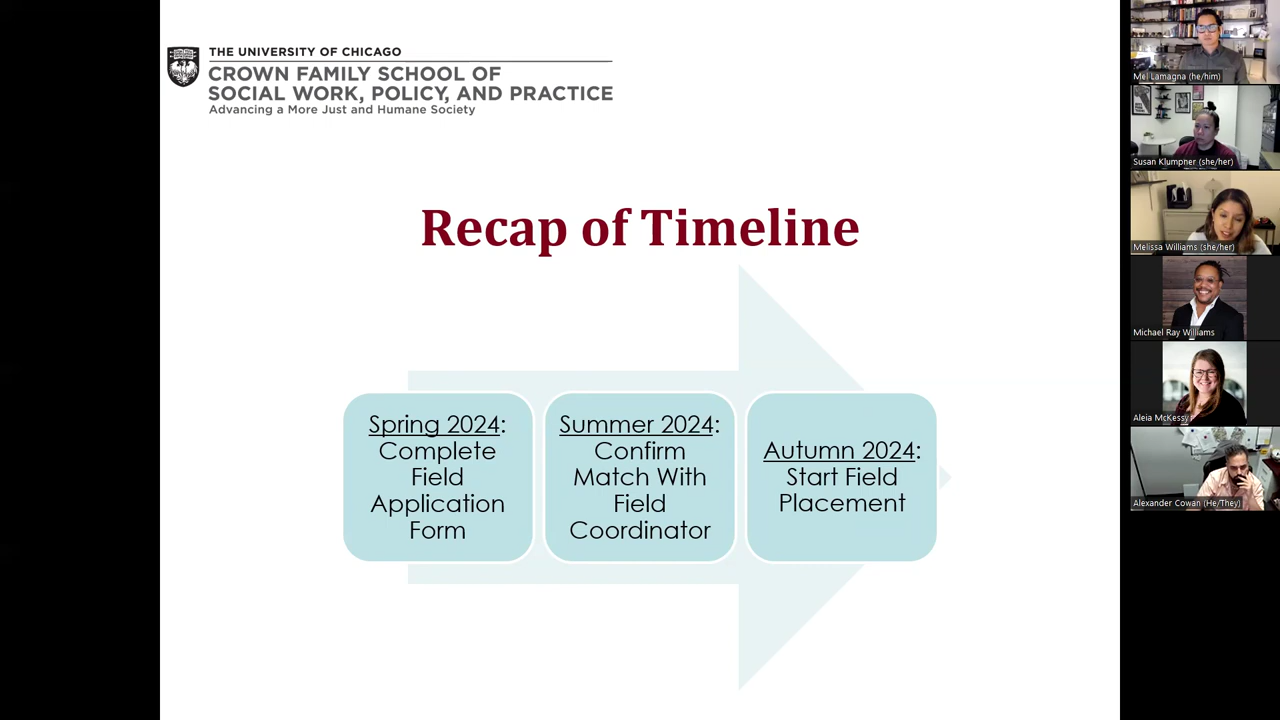 THE UNIVERSITY OF CHICAGO
CROWN FAMILY SCHOOL OF
SOCIAL WORK, POLICY, AND PRACTICE
Advancing a More Just and Humane Society
Recap of Timeline
Spring 2024:
Complete
Field
Application
Form
Summer 2024:
Confirm
Match With
Field
Coordinator
Autumn 2024:
Start Field
Placement
Mel Lamagna (he/him)
Susan Klumpner (she/her)
Melissa Williams (she/her)
Michael Ray Williams
Aleia McKessy
Alexander Cowan (He/They)